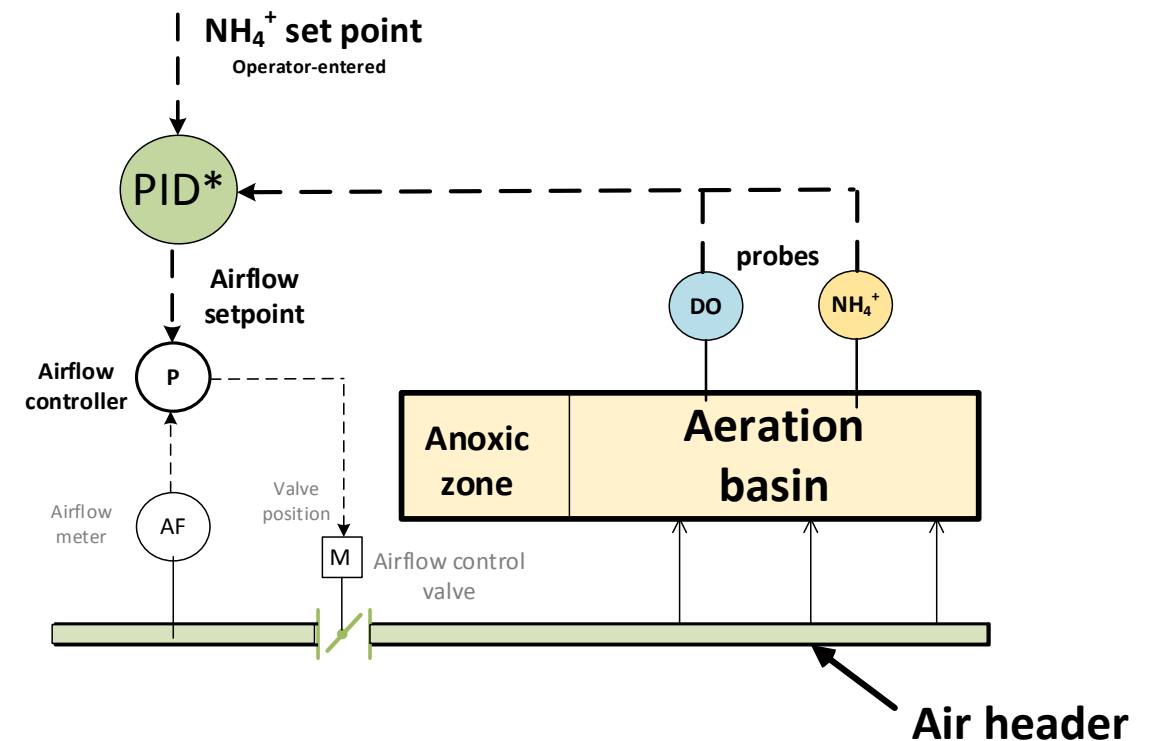 NH₄⁺ set point
Operator-entered
PID*
probes
Airflow
setpoint
DO
NH₄⁺
Airflow
controller
P
Anoxic
zone
Aeration
basin
Valve
position
Airflow
meter
AF
M
Airflow control
valve
Air header